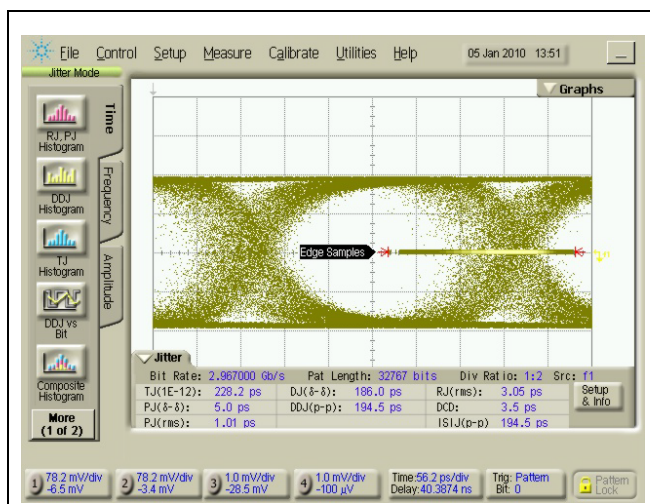 File Control Setup Measure Calibrate Utilities Help 05 Jan 2010 13:51
Jitter Mode
Graphs
Time
Frequency
Amplitude
RJ, PJ
Histogram
DDJ
Histogram
TJ
Histogram
DDJ vs
Bit
Composite
Histogram
More
(1 of 2)
Edge Samples
Jitter
Bit Rate: 2.967000 Gb/s Pat Length: 32767 bits Div Ratio: 1:2 Src: f1
TJ(1E-12): 228.2 ps DJ(δ-δ): 186.0 ps RJ(rms): 3.05 ps
PJ(δ-δ): 5.0 ps DDJ(p-p): 194.5 ps DCD: 3.5 ps
PJ(rms): 1.01 ps ISIJ(p-p) 194.5 ps
Setup
& Info
1 78.2 mV/div
-6.5 mV
2 78.2 mV/div
-3.4 mV
3 1.0 mV/div
-28.5 mV
4 1.0 mV/div
-100 µV
Time:56.2 ps/div
Delay:40.3874 ns
Trig: Pattern
Bit: 0
Pattern
Lock